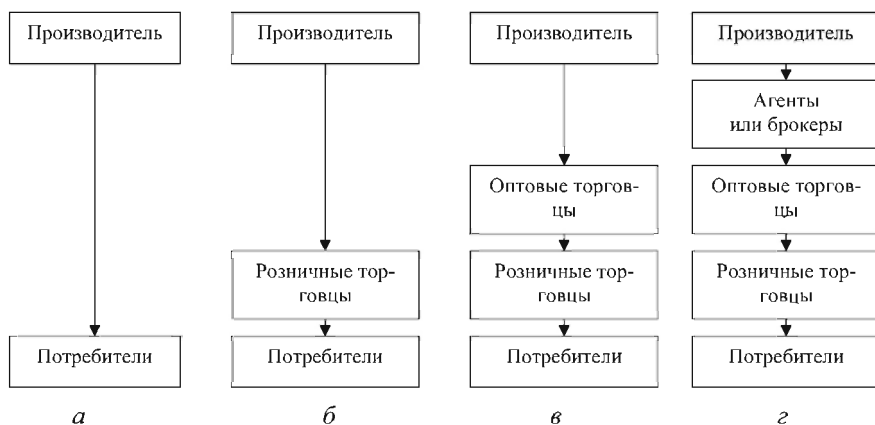 Производитель
Производитель
Производитель
Производитель
Агенты
или брокеры
Оптовые торгов-
цы
Оптовые торгов-
цы
Розничные тор-
говцы
Розничные тор-
говцы
Розничные тор-
говцы
Потребители
Потребители
Потребители
Потребители
а
б
в
г